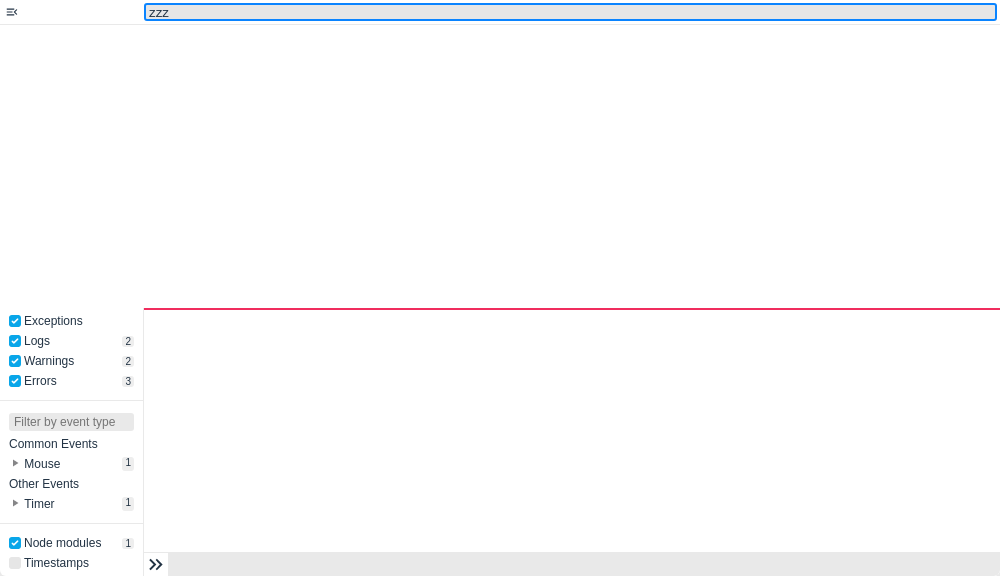 zzz
Exceptions
Logs 2
Warnings 2
Errors 3
Filter by event type
Common Events
Mouse 1
Other Events
Timer 1
Node modules 1
Timestamps